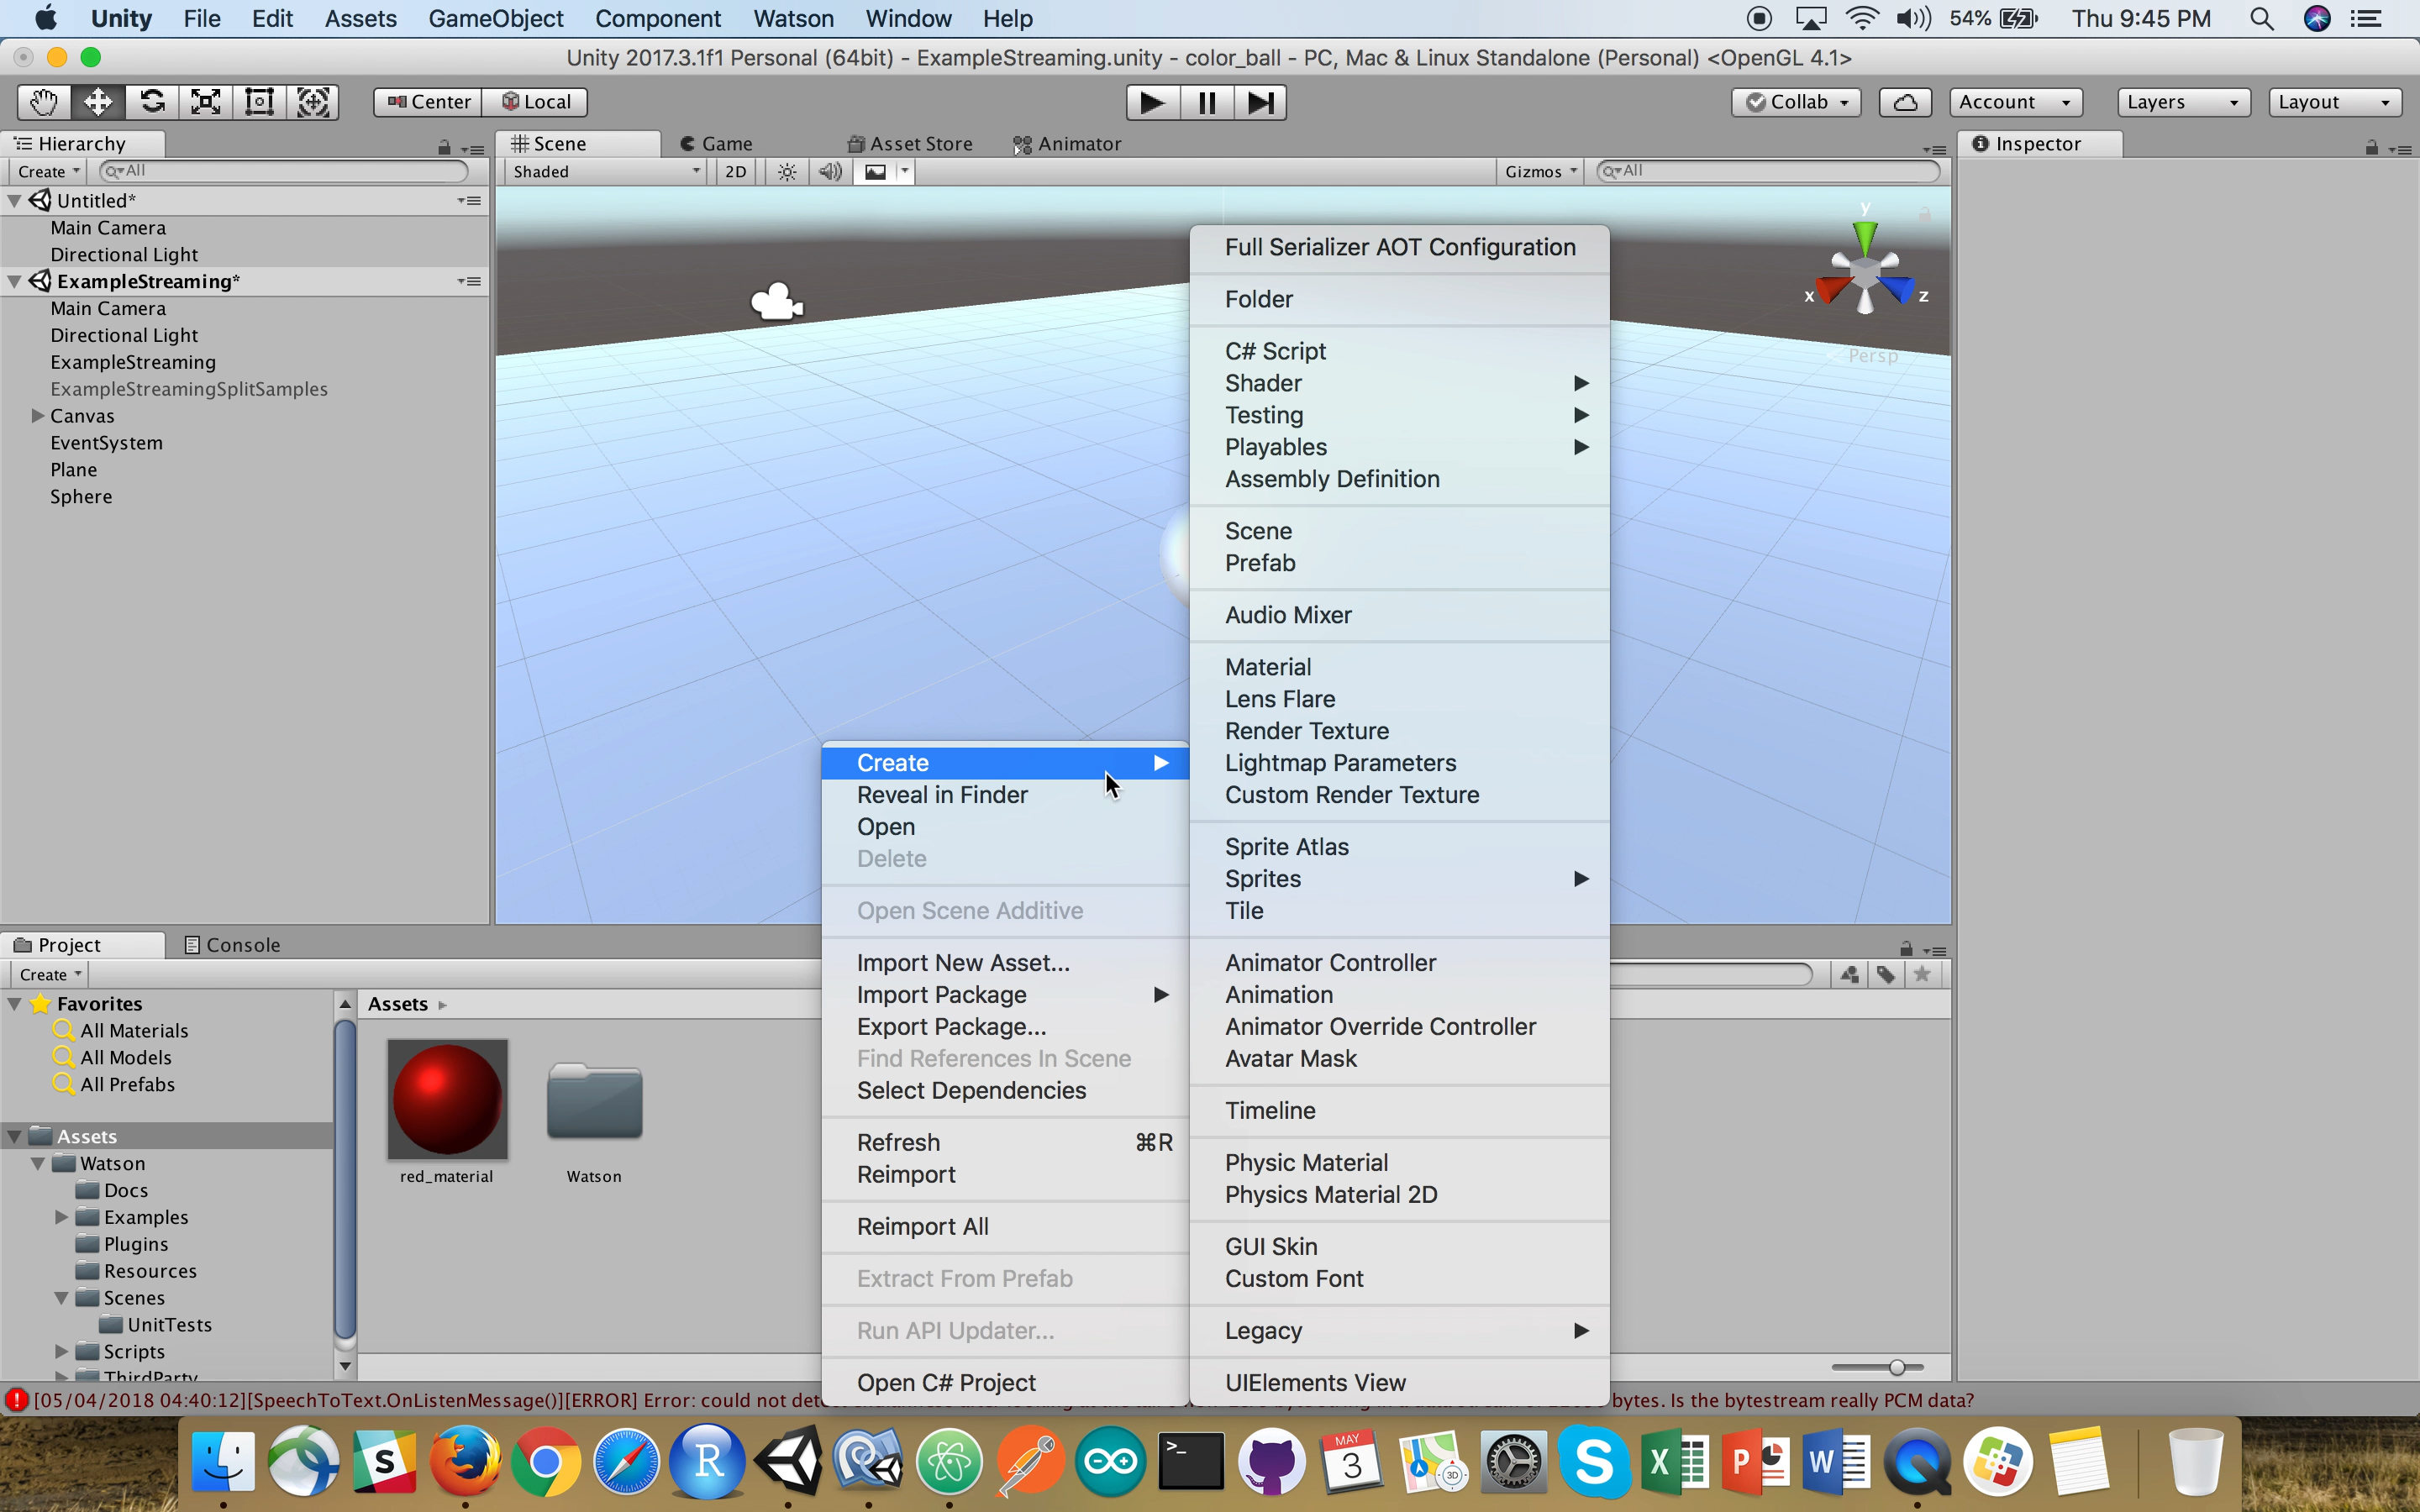 Unity File Edit Assets GameObject Component Watson Window Help 54% Thu 9:45 PM
Unity 2017.3.1f1 Personal (64bit) - ExampleStreaming.unity - color_ball - PC, Mac & Linux Standalone (Personal) <OpenGL 4.1>
Center Local Collab Account Layers Layout
Hierarchy
Create All
Untitled*
Main Camera
Directional Light
ExampleStreaming*
Main Camera
Directional Light
ExampleStreaming
ExampleStreamingSplitSamples
Canvas
EventSystem
Plane
Sphere
Scene Game Asset Store Animator
Shaded 2D Gizmos All
y
x z
Persp
Inspector
Full Serializer AOT Configuration
Folder
C# Script
Shader
Testing
Playables
Assembly Definition
Scene
Prefab
Audio Mixer
Material
Lens Flare
Render Texture
Lightmap Parameters
Custom Render Texture
Sprite Atlas
Sprites
Tile
Animator Controller
Animation
Animator Override Controller
Avatar Mask
Timeline
Physic Material
Physics Material 2D
GUI Skin
Custom Font
Legacy
UIElements View
Create
Reveal in Finder
Open
Delete
Open Scene Additive
Import New Asset...
Import Package
Export Package...
Find References In Scene
Select Dependencies
Refresh ⌘R
Reimport
Reimport All
Extract From Prefab
Run API Updater...
Open C# Project
Project Console
Create
Favorites
All Materials
All Models
All Prefabs
Assets
Watson
Docs
Examples
Plugins
Resources
Scenes
UnitTests
Scripts
ThirdParty
Assets
red_material Watson
[05/04/2018 04:40:12][SpeechToText.OnListenMessage()][ERROR] Error: could not bytes. Is the bytestream really PCM data?
S R >_ MAY 3 3D S X P W